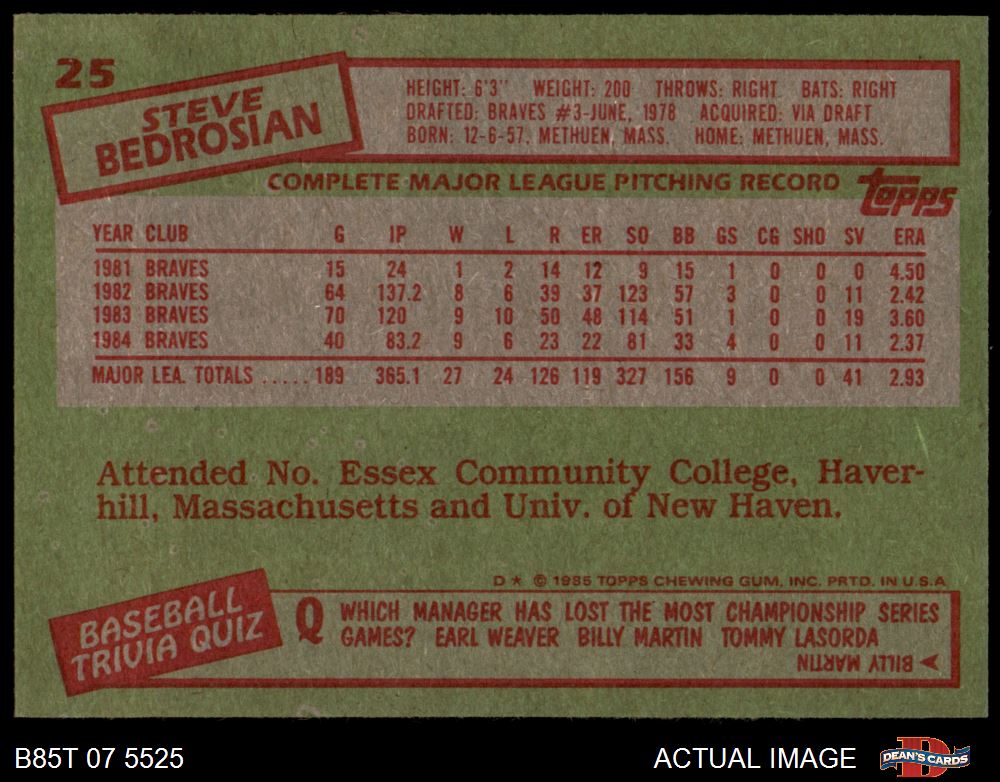 25
STEVE
BEDROSIAN
HEIGHT: 6'3" WEIGHT: 200 THROWS: RIGHT BATS: RIGHT
DRAFTED: BRAVES #3-JUNE, 1978 ACQUIRED: VIA DRAFT
BORN: 12-6-57, METHUEN, MASS. HOME: METHUEN, MASS.
COMPLETE MAJOR LEAGUE PITCHING RECORD
topps
YEAR CLUB G IP W L R ER SO BB GS CG SHO SV ERA
1981 BRAVES 15 24 1 2 14 12 9 15 1 0 0 0 4.50
1982 BRAVES 64 137.2 8 6 39 37 123 57 3 0 0 11 2.42
1983 BRAVES 70 120 9 10 50 48 114 51 1 0 0 19 3.60
1984 BRAVES 40 83.2 9 6 23 22 81 33 4 0 0 11 2.37
MAJOR LEA. TOTALS ..... 189 365.1 27 24 126 119 327 156 9 0 0 41 2.93
Attended No. Essex Community College, Haver-
hill, Massachusetts and Univ. of New Haven.
D * © 1985 TOPPS CHEWING GUM, INC. PRTD. IN U.S.A
BASEBALL
TRIVIA QUIZ
Q WHICH MANAGER HAS LOST THE MOST CHAMPIONSHIP SERIES
GAMES? EARL WEAVER BILLY MARTIN TOMMY LASORDA
BILLY MARTIN
B85T 07 5525
ACTUAL IMAGE
D
DEAN'S CARDS